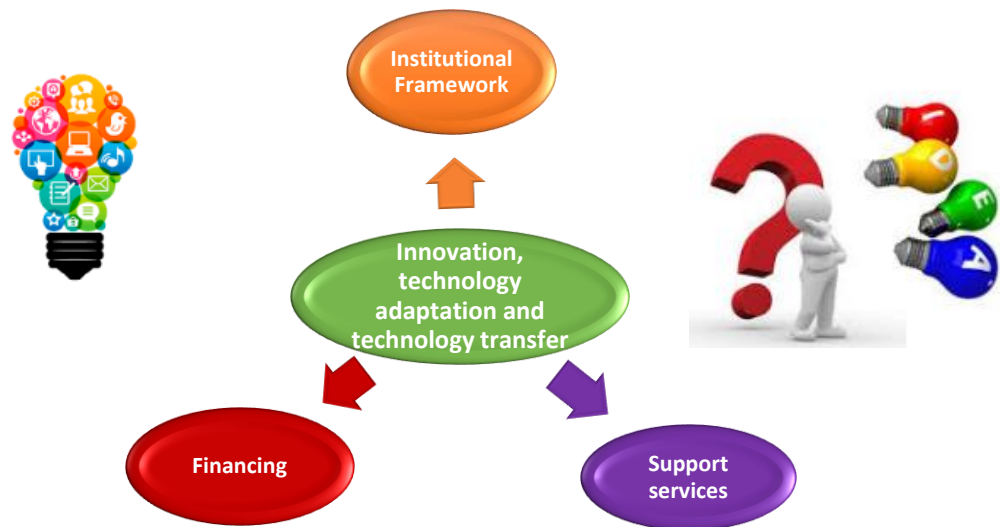 Institutional
Framework
I
D
E
A
Innovation,
technology
adaptation and
technology transfer
Financing
Support
services